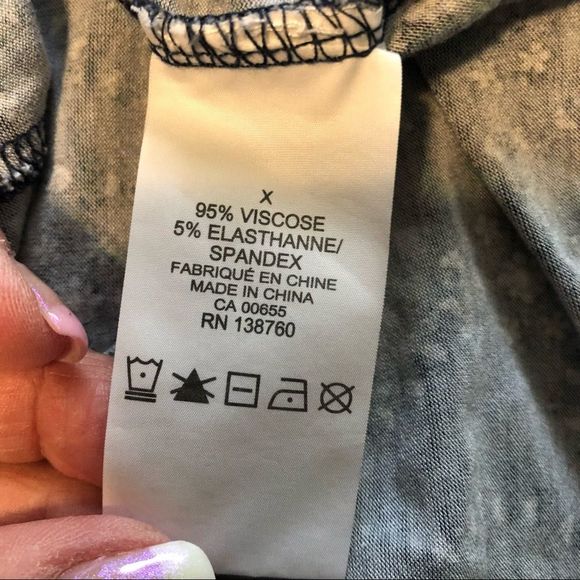 X
95% VISCOSE
5% ELASTHANNE/
SPANDEX
FABRIQUÉ EN CHINE
MADE IN CHINA
CA 00655
RN 138760